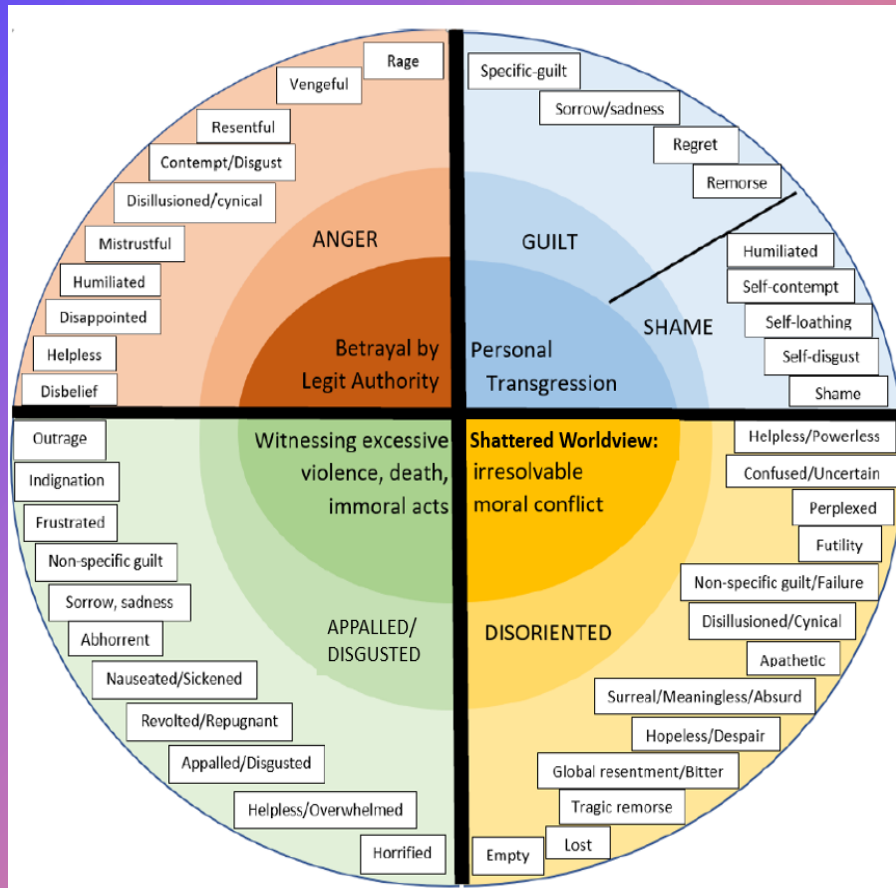 Rage
Vengeful
Resentful
Contempt/Disgust
Disillusioned/cynical
Mistrustful
Humiliated
Disappointed
Helpless
Disbelief
ANGER
Betrayal by
Legit Authority
Specific-guilt
Sorrow/sadness
Regret
Remorse
GUILT
Humiliated
Self-contempt
Self-loathing
Self-disgust
Shame
SHAME
Personal
Transgression
Witnessing excessive
violence, death,
immoral acts
Outrage
Indignation
Frustrated
Non-specific guilt
Sorrow, sadness
Abhorrent
Nauseated/Sickened
Revolted/Repugnant
Appalled/Disgusted
Helpless/Overwhelmed
Horrified
APPALLED/
DISGUSTED
Shattered Worldview:
irresolvable
moral conflict
DISORIENTED
Helpless/Powerless
Confused/Uncertain
Perplexed
Futility
Non-specific guilt/Failure
Disillusioned/Cynical
Apathetic
Surreal/Meaningless/Absurd
Hopeless/Despair
Global resentment/Bitter
Tragic remorse
Lost
Empty